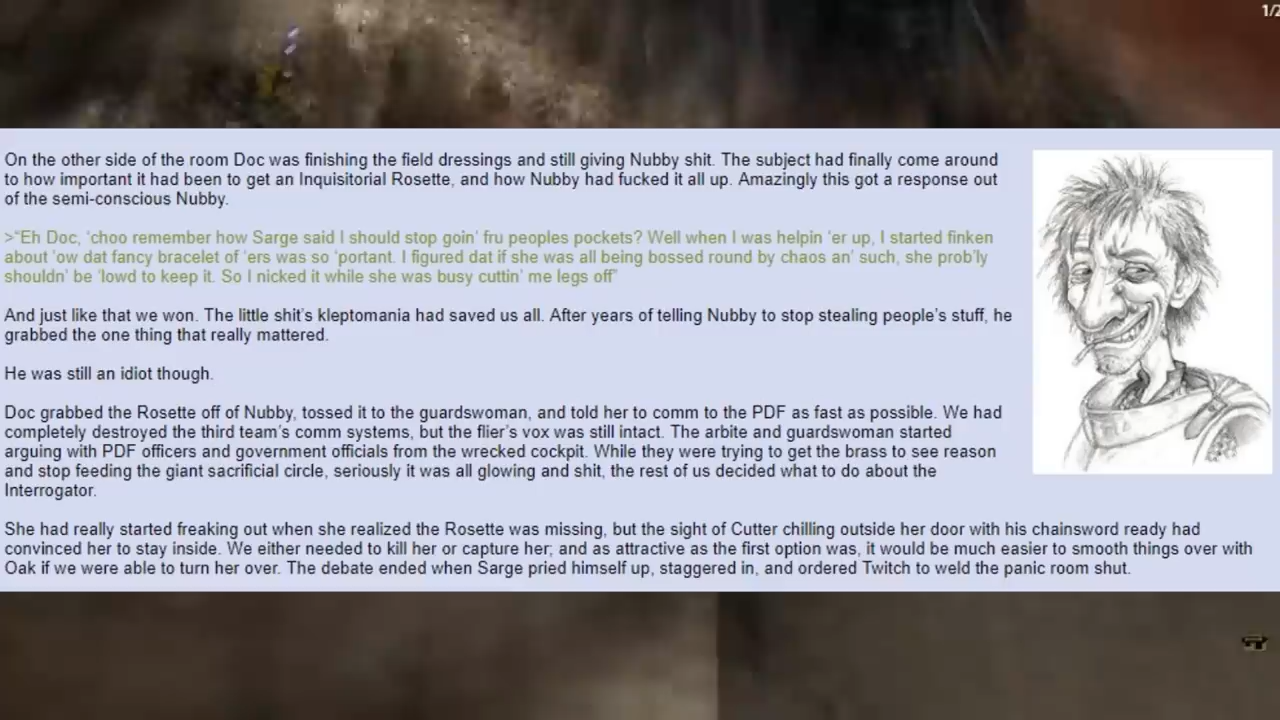 1/2
On the other side of the room Doc was finishing the field dressings and still giving Nubby shit. The subject had finally come around
to how important it had been to get an Inquisitorial Rosette, and how Nubby had fucked it all up. Amazingly this got a response out
of the semi-conscious Nubby.
>“Eh Doc, ‘choo remember how Sarge said I should stop goin’ fru peoples pockets? Well when I was helpin ‘er up, I started finken
about ‘ow dat fancy bracelet of ‘ers was so ‘portant. I figured dat if she was all being bossed round by chaos an’ such, she prob’ly
shouldn’ be ‘lowd to keep it. So I nicked it while she was busy cuttin’ me legs off”
And just like that we won. The little shit’s kleptomania had saved us all. After years of telling Nubby to stop stealing people’s stuff, he
grabbed the one thing that really mattered.
He was still an idiot though.
Doc grabbed the Rosette off of Nubby, tossed it to the guardswoman, and told her to comm to the PDF as fast as possible. We had
completely destroyed the third team’s comm systems, but the flier’s vox was still intact. The arbite and guardswoman started
arguing with PDF officers and government officials from the wrecked cockpit. While they were trying to get the brass to see reason
and stop feeding the giant sacrificial circle, seriously it was all glowing and shit, the rest of us decided what to do about the
Interrogator.
She had really started freaking out when she realized the Rosette was missing, but the sight of Cutter chilling outside her door with his chainsword ready had
convinced her to stay inside. We either needed to kill her or capture her; and as attractive as the first option was, it would be much easier to smooth things over with
Oak if we were able to turn her over. The debate ended when Sarge pried himself up, staggered in, and ordered Twitch to weld the panic room shut.